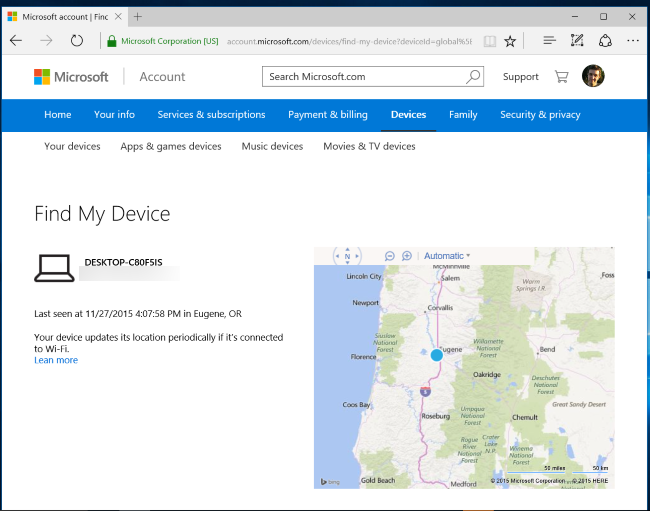 Microsoft account | Find
Microsoft Corporation [US] account.microsoft.com/devices/find-my-device?deviceId=global%5
Microsoft Account Search Microsoft.com Support
Home Your info Services & subscriptions Payment & billing Devices Family Security & privacy
Your devices Apps & games devices Music devices Movies & TV devices
Find My Device
DESKTOP-C80F5IS
Last seen at 11/27/2015 4:07:58 PM in Eugene, OR
Your device updates its location periodically if it's connected
to Wi-Fi.
Lean more
N Automatic
McMinnville
Lincoln City
Salem
Warm
Springs I.R.
Foss
Newport
Corvallis
Siuslaw
National
Forest
Willamette
National
Forest
Eugene
Bend
Florence
Oakridge
Deschutes
National
Forest
5
Coos Bay
Roseburg
Umpqua
National
Forest
Chemult
Great Sandy Desert
Rogue
River
National
Forest
Crater
Lake
N.P.
Winema
National
Forest
50 miles 50 km
bing
Gold Beach
Medford
© 2015 Microsoft Corporation © 2015 HERE